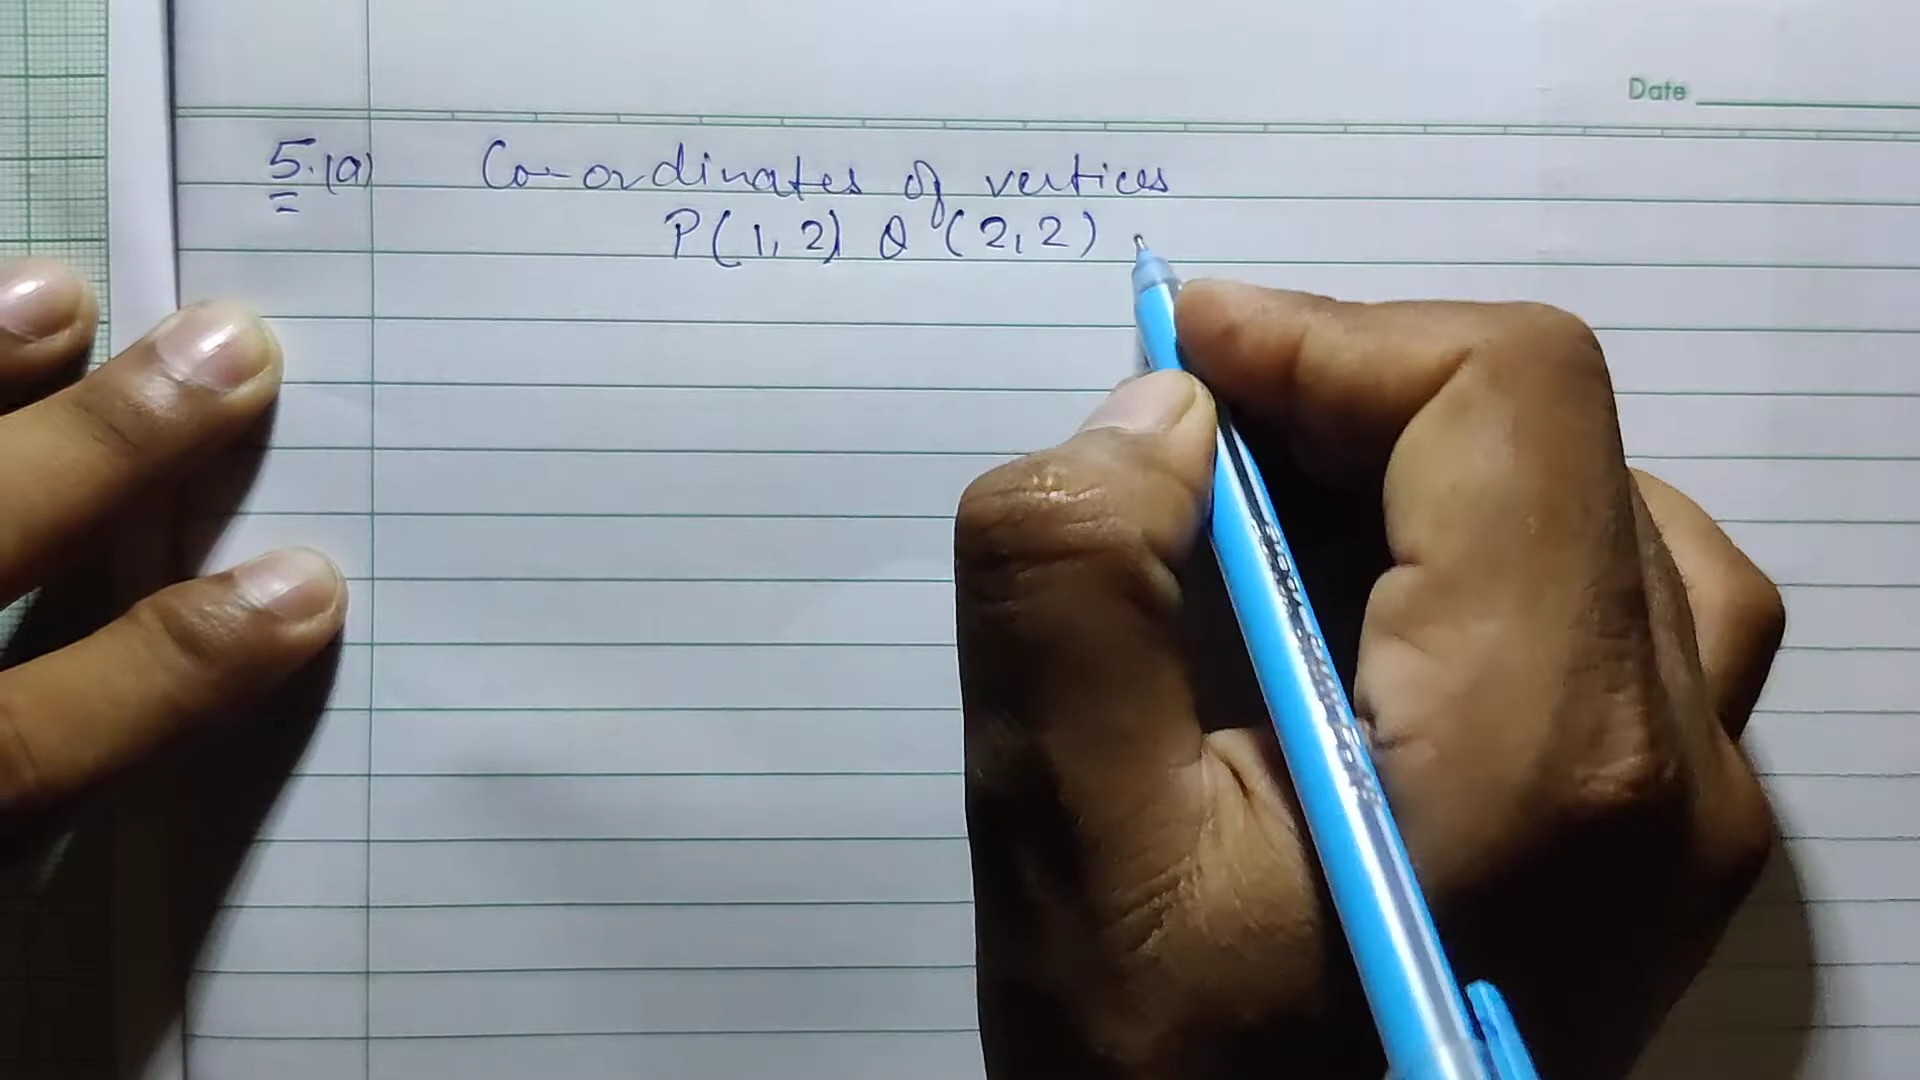 Date
5.(a) Co-ordinates of vertices
P(1,2) Q(2,2)